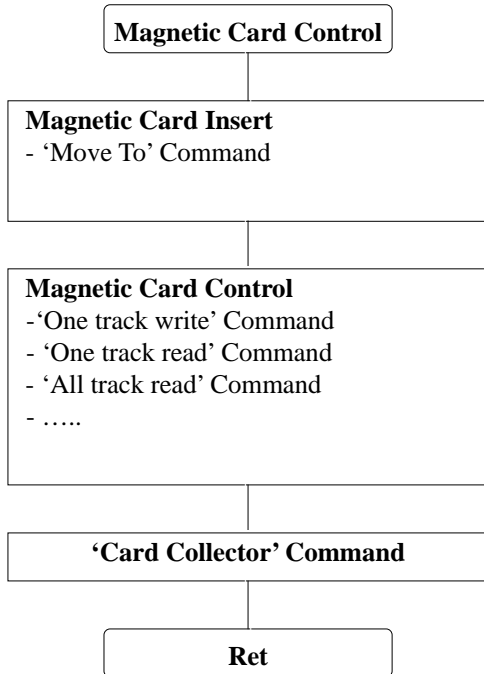 Magnetic Card Control
Magnetic Card Insert
- ‘Move To’ Command
Magnetic Card Control
-‘One track write’ Command
- ‘One track read’ Command
- ‘All track read’ Command
- …..
‘Card Collector’ Command
Ret